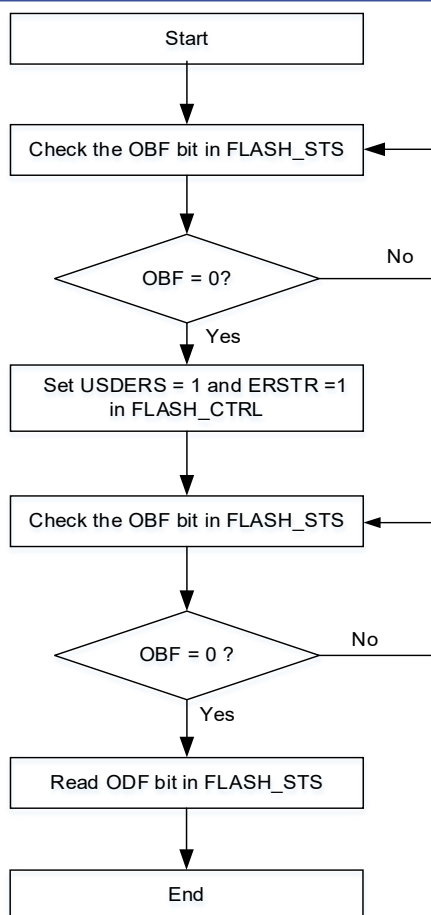 Start
Check the OBF bit in FLASH_STS
OBF = 0?
No
Yes
Set USDERS = 1 and ERSTR =1
in FLASH_CTRL
Check the OBF bit in FLASH_STS
OBF = 0 ?
No
Yes
Read ODF bit in FLASH_STS
End